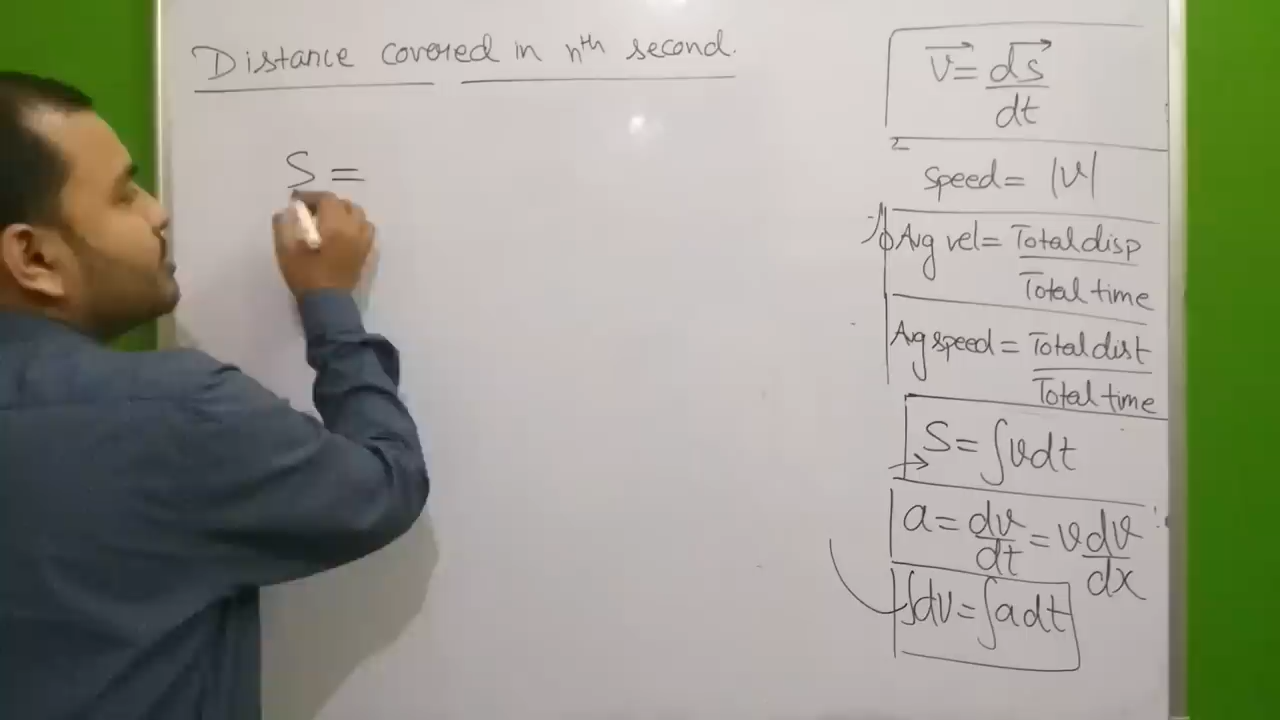 Distance covered in nth second.
S =
v⃗ = ds⃗/dt
Speed = |v|
Avg vel = Total disp / Total time
Avg speed = Total dist / Total time
S = ∫vdt
a = dv/dt = v dv/dx
∫dv = ∫adt